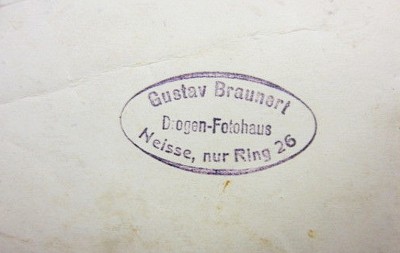 Gustav Braunert
Drogen-Fotohaus
Neisse, nur Ring 26